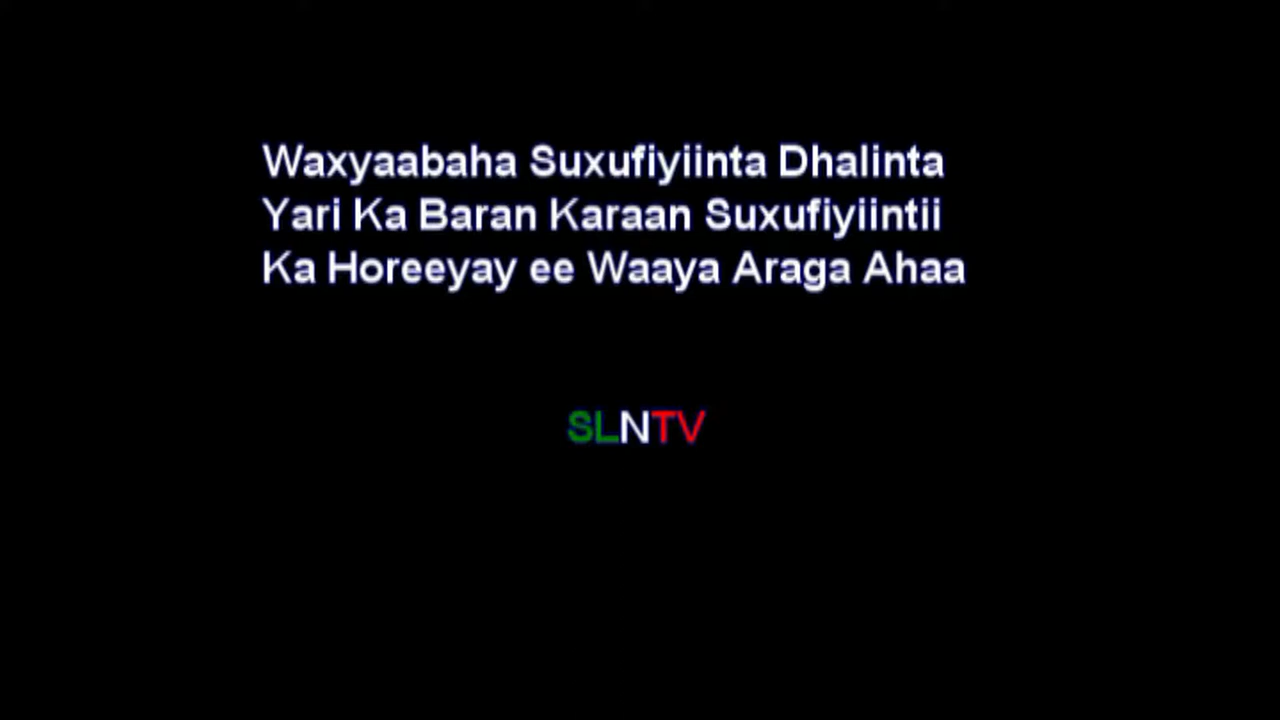 Waxyaabaha Suxufiyiinta Dhalinta
Yari Ka Baran Karaan Suxufiyiintii
Ka Horeeyay ee Waaya Araga Ahaa
SLNTV